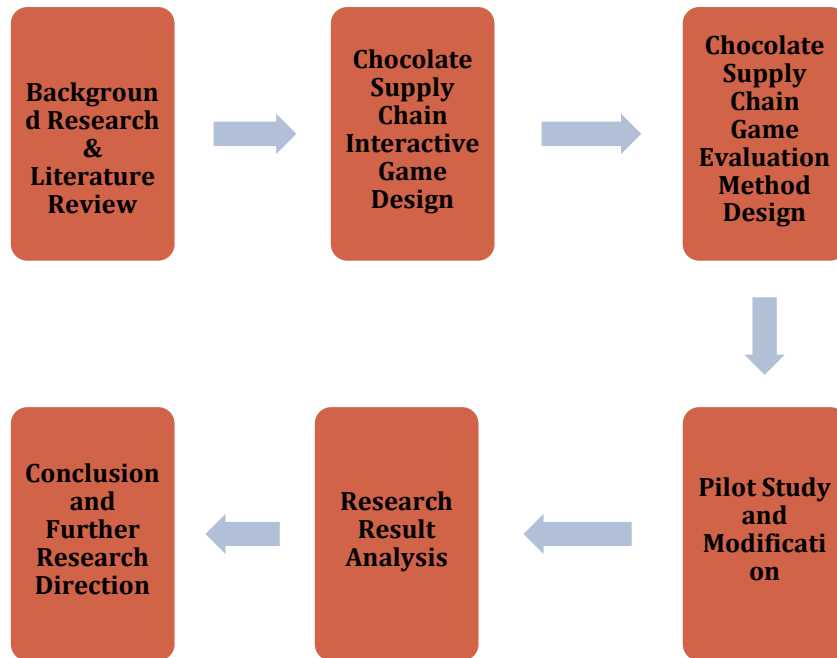 Backgroun
d Research
&
Literature
Review
Chocolate
Supply
Chain
Interactive
Game
Design
Chocolate
Supply
Chain
Game
Evaluation
Method
Design
Pilot Study
and
Modificati
on
Research
Result
Analysis
Conclusion
and
Further
Research
Direction